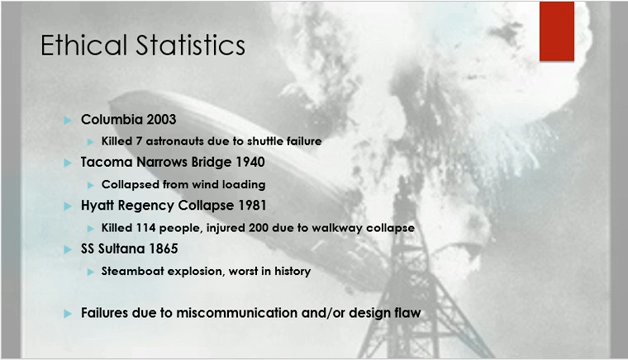 Ethical Statistics
Columbia 2003
Killed 7 astronauts due to shuttle failure
Tacoma Narrows Bridge 1940
Collapsed from wind loading
Hyatt Regency Collapse 1981
Killed 114 people, injured 200 due to walkway collapse
SS Sultana 1865
Steamboat explosion, worst in history
Failures due to miscommunication and/or design flaw